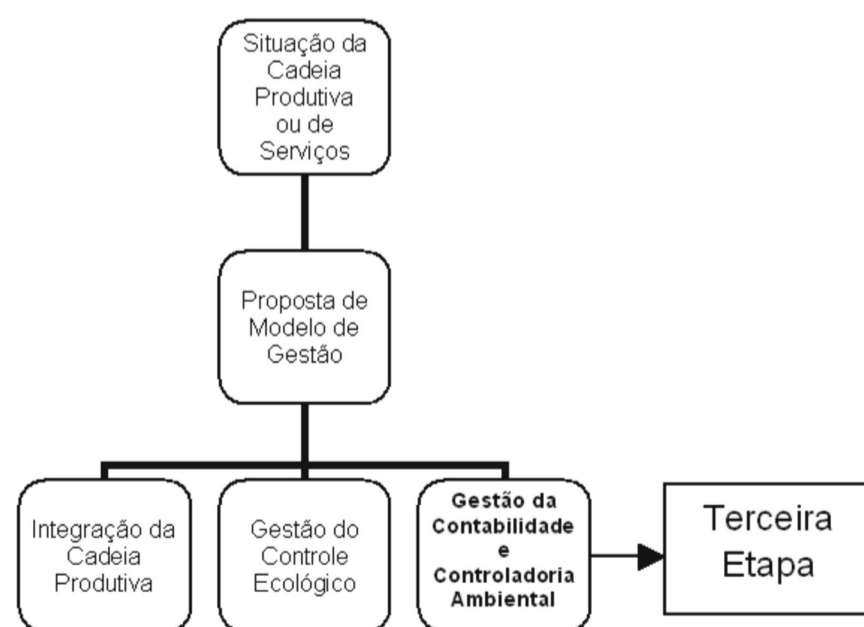 Situação da
Cadeia
Produtiva
ou de
Serviços
Proposta de
Modelo de
Gestão
Integração da
Cadeia
Produtiva
Gestão do
Controle
Ecológico
Gestão da
Contabilidade
e
Controladoria
Ambiental
Terceira
Etapa